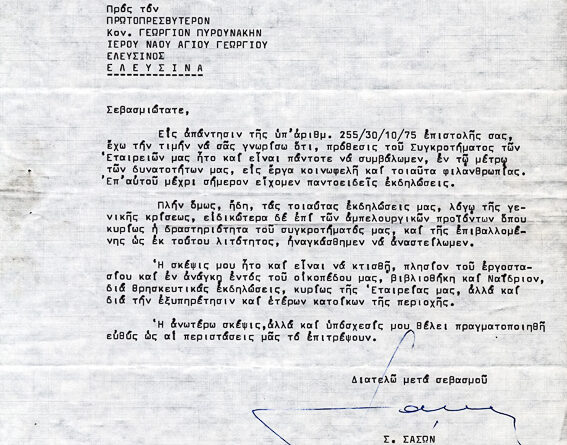 Πρός τόν
ΠΡΩΤΟΠΡΕΣΒΥΤΕΡΟΝ
Καν. ΓΕΩΡΓΙΟΝ ΠΥΡΟΥΝΑΚΗΝ
ΙΕΡΟΥ ΝΑΟΥ ΑΓΙΟΥ ΓΕΩΡΓΙΟΥ
ΕΛΕΥΣΙΝΟΣ
Ε Λ Ε Υ Σ Ι Ν Α
Σεβασμιώτατε,
Εἰς ἀπάντησιν τῆς ὑπ'ἀριθμ. 255/30/10/75 ἐπιστολῆς σας,
ἔχω τήν τιμήν νά σᾶς γνωρίσω ὅτι, πρόθεσις τοῦ Συγκροτήματος τῶν
Ἑταιρειῶν μας ἦτο καί εἶναι πάντοτε νά συμβάλωμεν, ἐν τῷ μέτρῳ
τῶν δυνατοτήτων μας, εἰς ἔργα κοινωφελῆ καί τοιαῦτα φιλανθρωπίας.
Ἐπ'αὐτοῦ μέχρι σήμερον εἴχομεν παντοειδεῖς ἐκδηλώσεις.
Πλήν ὅμως, ἤδη, τάς τοιαύτας ἐκδηλώσεις μας, λόγῳ τῆς γε-
νικῆς κρίσεως, εἰδικώτερα δέ ἐπί τῶν ἀμπελουργικῶν προϊόντων ὅπου
κυρίως ἡ δραστηριότητα τοῦ συγκροτήματός μας, καί τῆς ἐπιβαλλομέ-
νης ὡς ἐκ τούτου λιτότητος, ἠναγκάσθημεν νά ἀναστείλωμεν.
Ἡ σκέψις μου ἦτο καί εἶναι νά κτισθῇ, πλησίον τοῦ ἐργοστα-
σίου καί ἐν ἀνάγκῃ ἐντός τοῦ οἰκοπέδου μας, βιβλιοθήκη καί Ναΐδριον,
διά θρησκευτικάς ἐκδηλώσεις, κυρίως τῆς Ἑταιρείας μας, ἀλλά καί
διά τήν ἐξυπηρέτησιν καί ἑτέρων κατοίκων τῆς περιοχῆς.
Ἡ ἀνωτέρω σκέψις,ἀλλά καί ὑπόσχεσίς μου θέλει πραγματοποιηθῆ
εὐθύς ὡς αἱ περιστάσεις μᾶς τό ἐπιτρέψουν.
Διατελῶ μετά σεβασμοῦ
Σ. ΣΑΣΩΝ